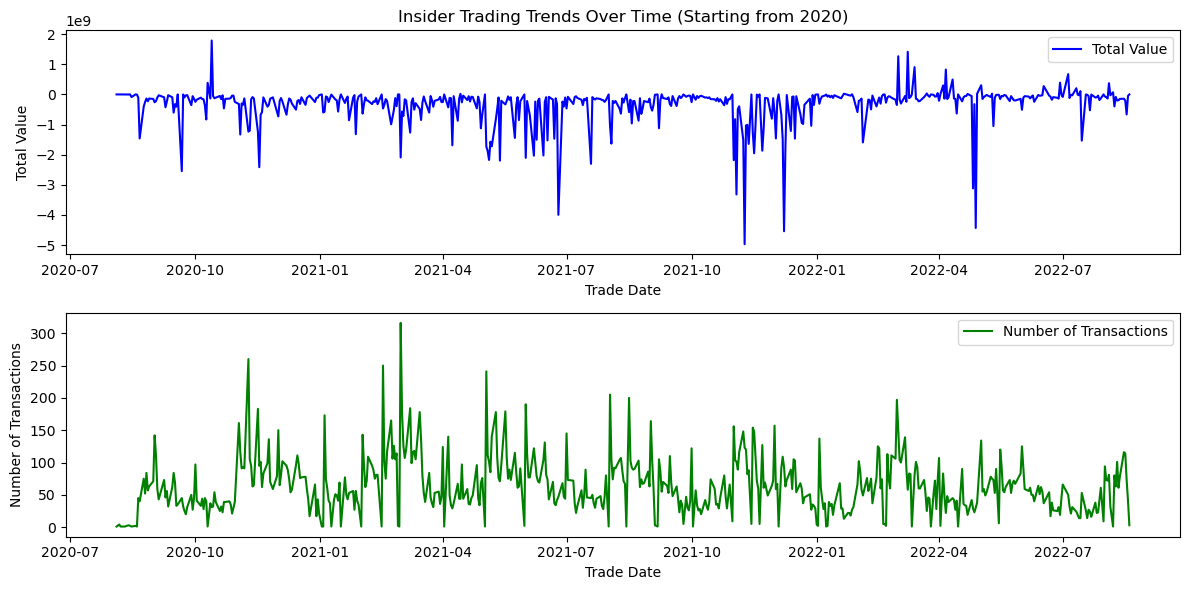 Insider Trading Trends Over Time (Starting from 2020)
1e9
2
1
0
−1
−2
−3
−4
−5
Total Value
Total Value
2020-07 2020-10 2021-01 2021-04 2021-07 2021-10 2022-01 2022-04 2022-07
Trade Date
300
250
200
150
100
50
0
Number of Transactions
Number of Transactions
2020-07 2020-10 2021-01 2021-04 2021-07 2021-10 2022-01 2022-04 2022-07
Trade Date